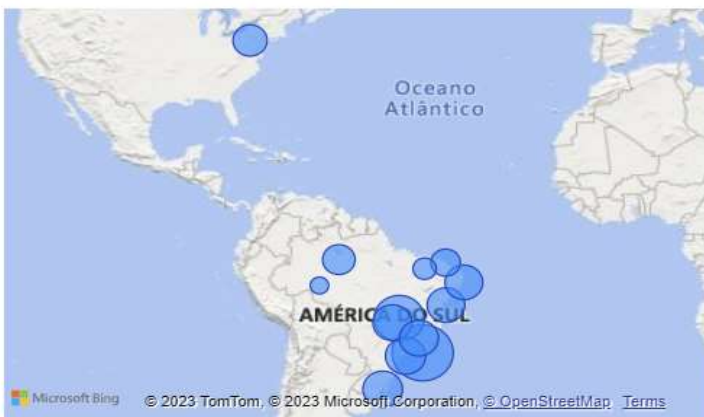 Oceano
Atlântico
AMÉRICA DO SUL
Microsoft Bing
© 2023 TomTom, © 2023 Microsoft Corporation, © OpenStreetMap Terms